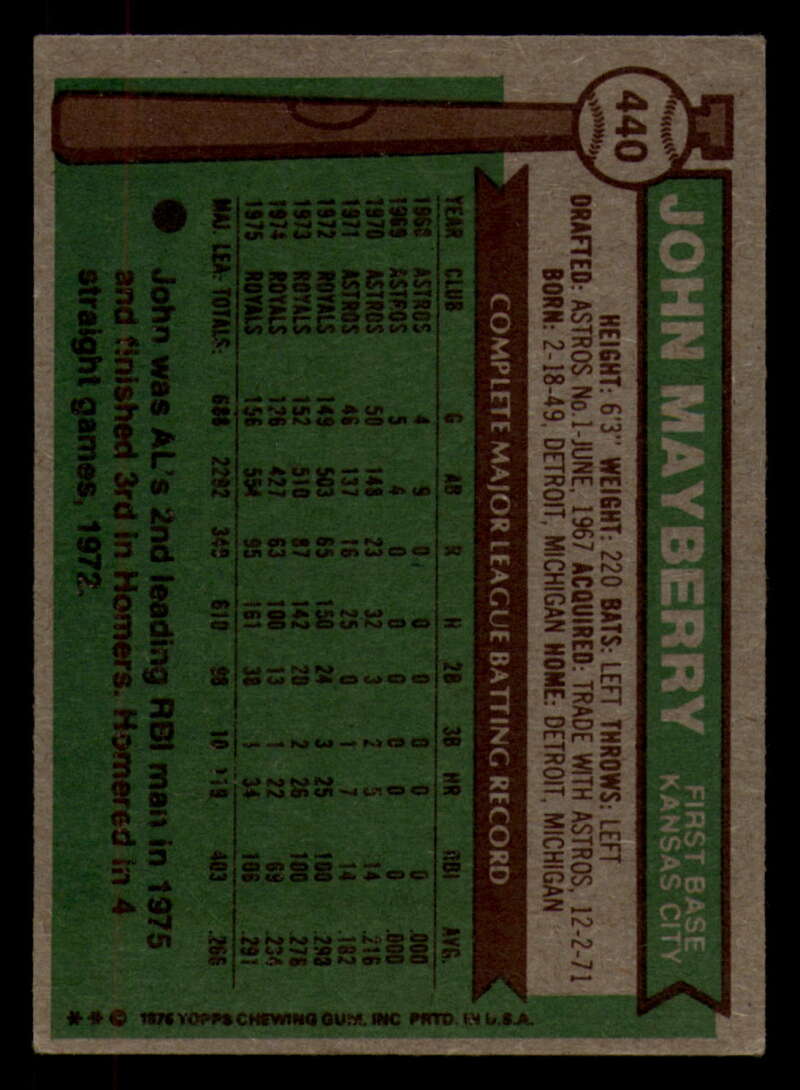 440
JOHN MAYBERRY
FIRST BASE
KANSAS CITY
HEIGHT: 6'3" WEIGHT: 220 BATS: LEFT THROWS: LEFT
DRAFTED: ASTROS No.1-JUNE, 1967 ACQUIRED: TRADE WITH ASTROS, 12-2-71
BORN: 2-18-49, DETROIT, MICHIGAN HOME: DETROIT, MICHIGAN
COMPLETE MAJOR LEAGUE BATTING RECORD
YEAR CLUB G AB R H 2B 3B HR RBI AVG.
1968 ASTROS 4 9 0 0 0 0 0 0 .000
1969 ASTROS 5 4 0 0 0 0 0 0 .000
1970 ASTROS 50 148 23 32 3 2 5 14 .216
1971 ASTROS 46 137 16 25 0 1 7 14 .182
1972 ROYALS 149 503 65 150 24 3 25 100 .298
1973 ROYALS 152 510 87 142 20 2 26 100 .278
1974 ROYALS 126 427 63 100 13 1 22 69 .234
1975 ROYALS 156 554 95 161 38 1 34 106 .291
MAJ. LEA. TOTALS: 688 2292 349 610 98 10 119 403 .266
John was AL's 2nd leading RBI man in 1975
and finished 3rd in Homers. Homered in 4
straight games, 1972.
** © 1976 TOPPS CHEWING GUM, INC PRTD. IN U.S.A.